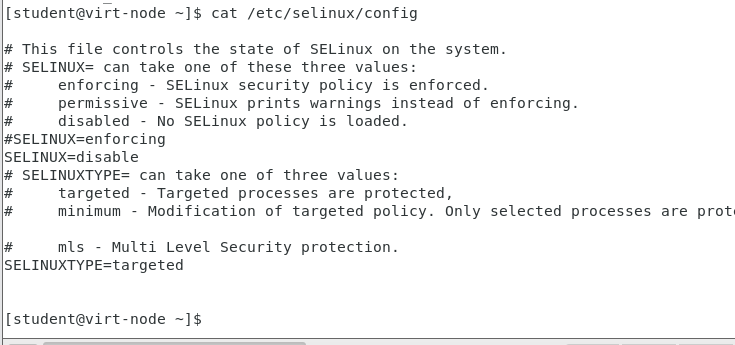 [student@virt-node ~]$ cat /etc/selinux/config
# This file controls the state of SELinux on the system.
# SELINUX= can take one of these three values:
#     enforcing - SELinux security policy is enforced.
#     permissive - SELinux prints warnings instead of enforcing.
#     disabled - No SELinux policy is loaded.
#SELINUX=enforcing
SELINUX=disable
# SELINUXTYPE= can take one of three values:
#     targeted - Targeted processes are protected,
#     minimum - Modification of targeted policy. Only selected processes are prote
#     mls - Multi Level Security protection.
SELINUXTYPE=targeted
[student@virt-node ~]$